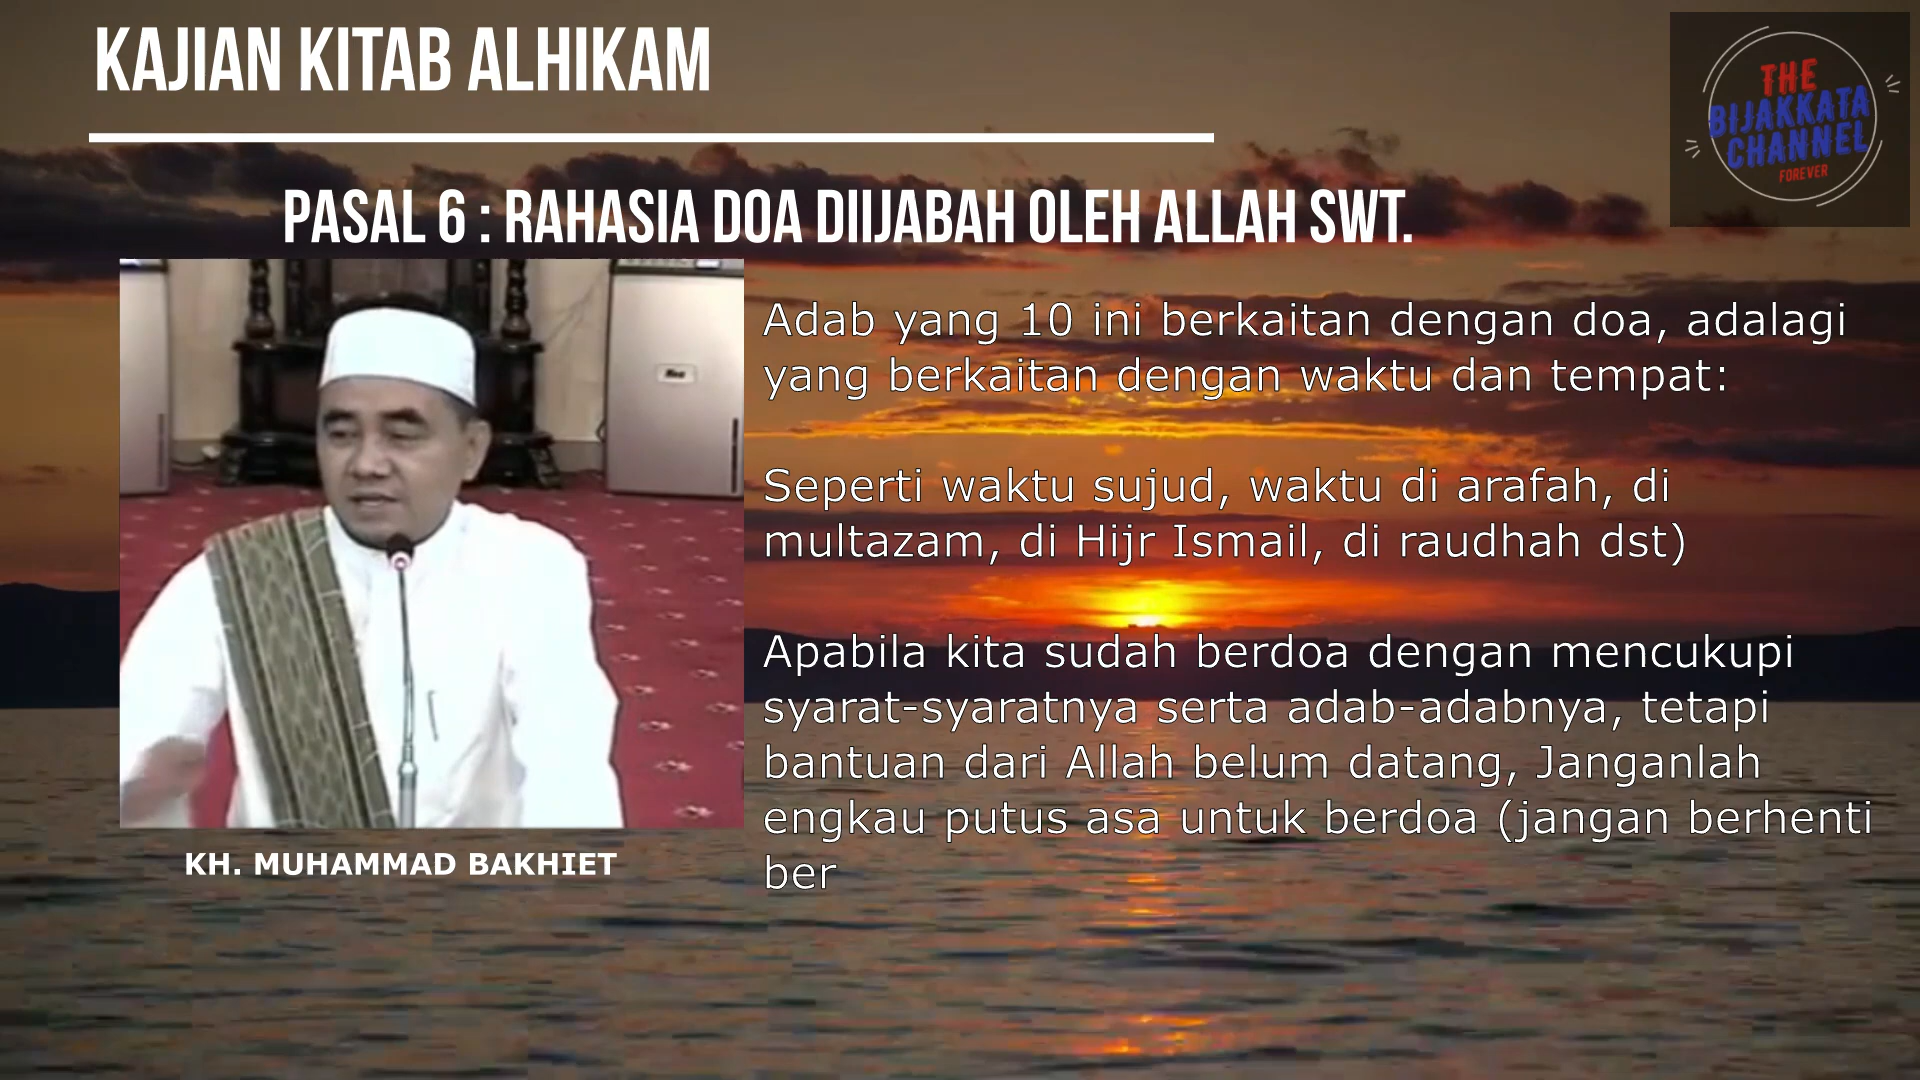 KAJIAN KITAB ALHIKAM
THE
BIJAKKATA
CHANNEL
FOREVER
PASAL 6 : RAHASIA DOA DIIJABAH OLEH ALLAH SWT.
Adab yang 10 ini berkaitan dengan doa, adalagi
yang berkaitan dengan waktu dan tempat:
Seperti waktu sujud, waktu di arafah, di
multazam, di Hijr Ismail, di raudhah dst)
Apabila kita sudah berdoa dengan mencukupi
syarat-syaratnya serta adab-adabnya, tetapi
bantuan dari Allah belum datang, Janganlah
engkau putus asa untuk berdoa (jangan berhenti
ber
KH. MUHAMMAD BAKHIET